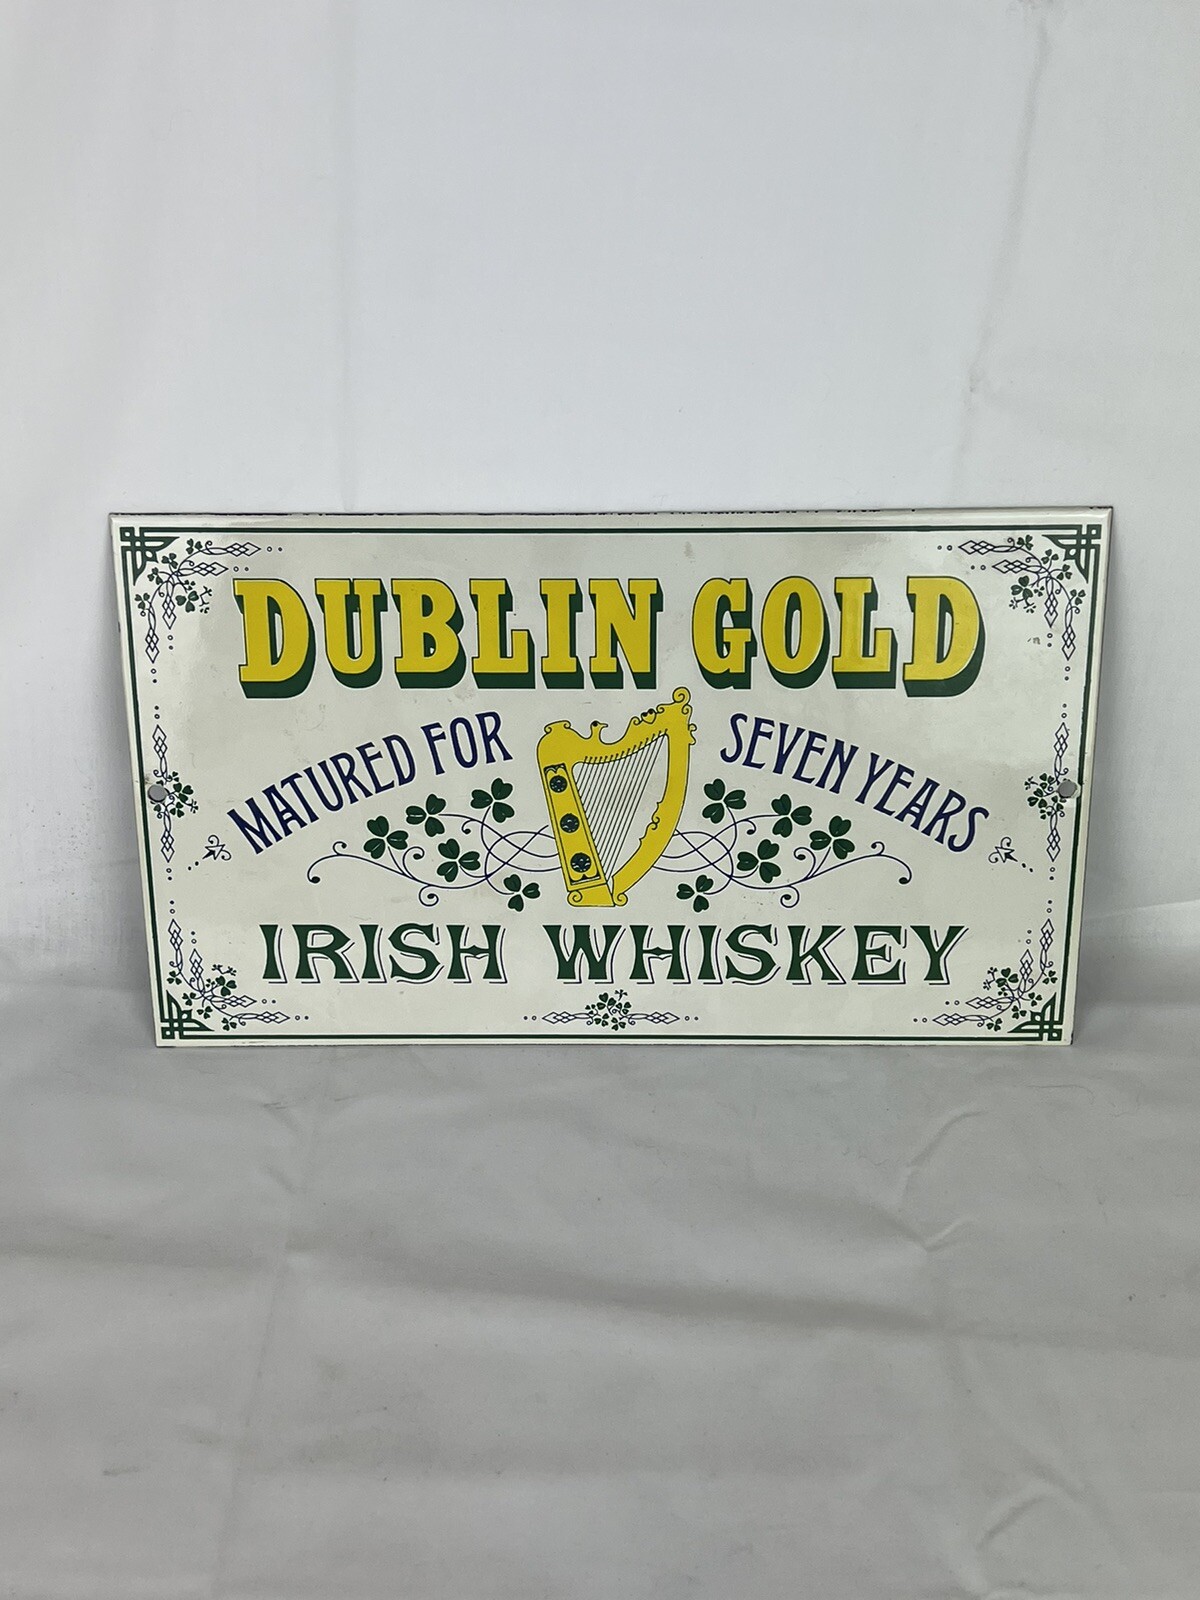 DUBLIN GOLD
MATURED FOR SEVEN YEARS
IRISH WHISKEY